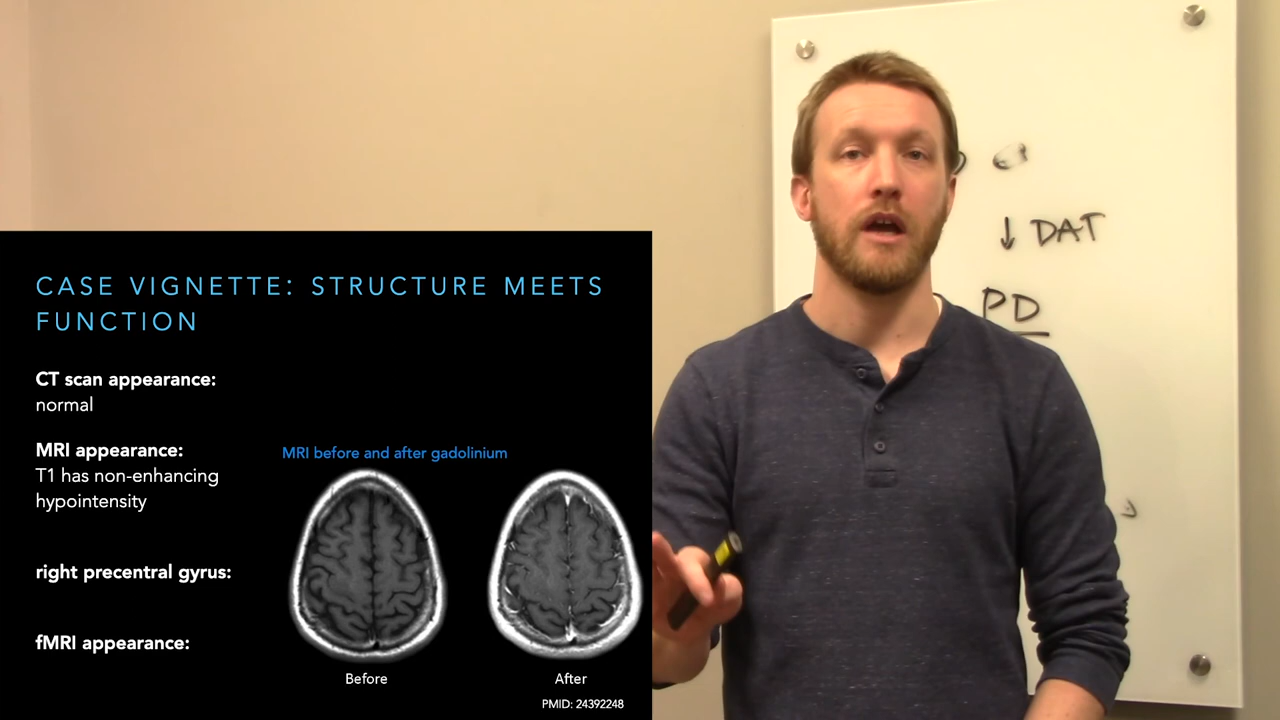 CASE VIGNETTE: STRUCTURE MEETS
FUNCTION
CT scan appearance:
normal
MRI appearance:
T1 has non-enhancing
hypointensity
right precentral gyrus:
fMRI appearance:
MRI before and after gadolinium
Before
After
PMID: 24392248
↓ DAT
PD